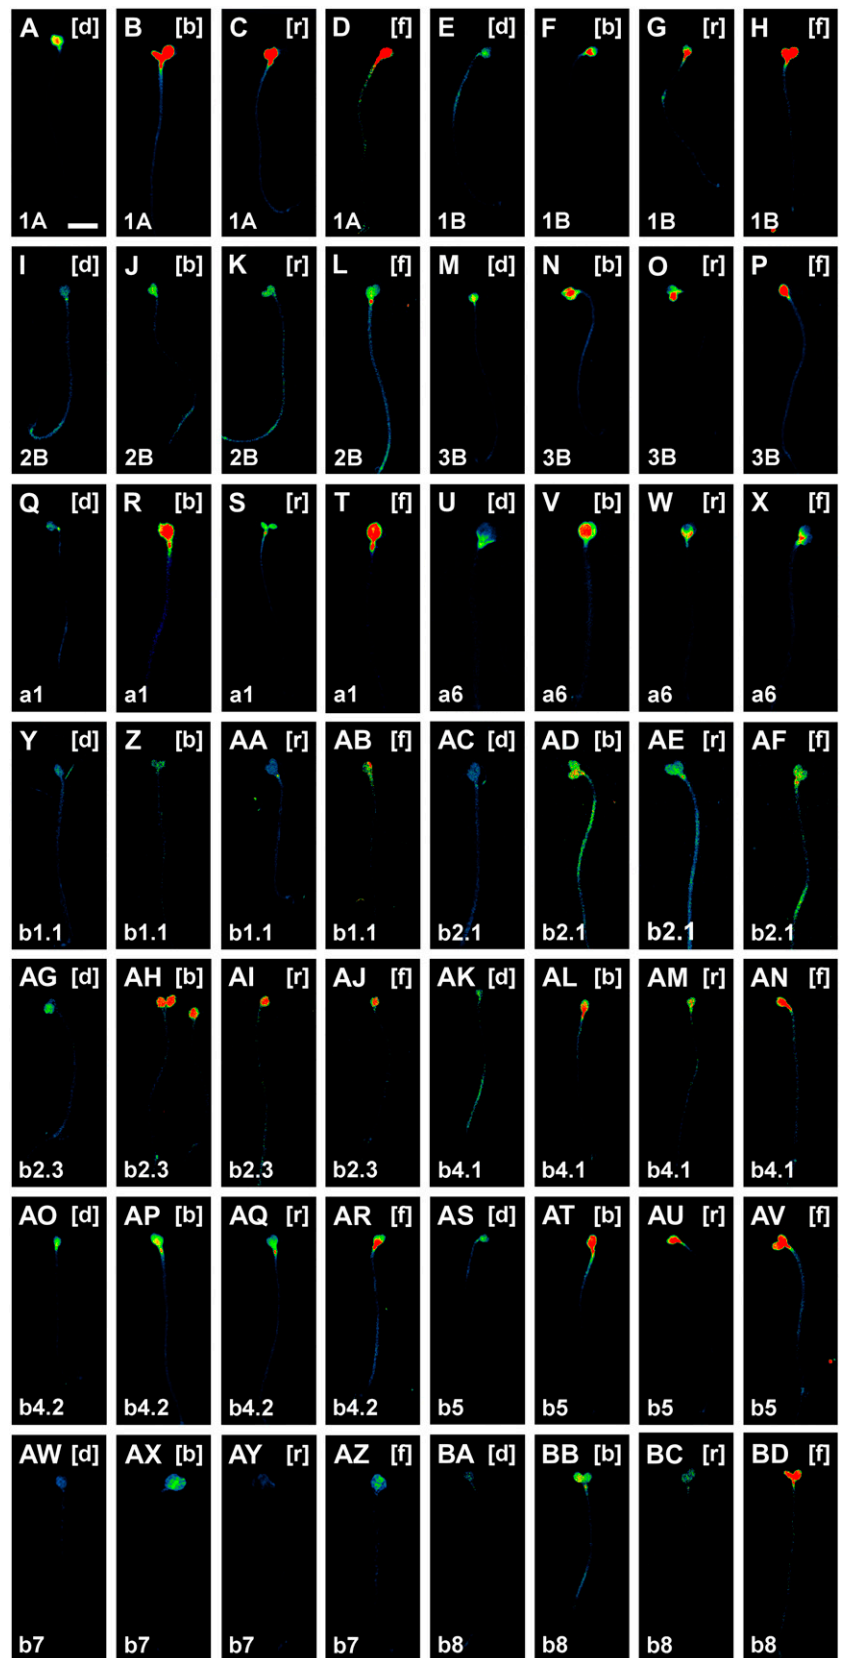 A [d] B [b] C [r] D [f] E [d] F [b] G [r] H [f]
1A 1A 1A 1A 1B 1B 1B 1B
I [d] J [b] K [r] L [f] M [d] N [b] O [r] P [f]
2B 2B 2B 2B 3B 3B 3B 3B
Q [d] R [b] S [r] T [f] U [d] V [b] W [r] X [f]
a1 a1 a1 a1 a6 a6 a6 a6
Y [d] Z [b] AA [r] AB [f] AC [d] AD [b] AE [r] AF [f]
b1.1 b1.1 b1.1 b1.1 b2.1 b2.1 b2.1 b2.1
AG [d] AH [b] AI [r] AJ [f] AK [d] AL [b] AM [r] AN [f]
b2.3 b2.3 b2.3 b2.3 b4.1 b4.1 b4.1 b4.1
AO [d] AP [b] AQ [r] AR [f] AS [d] AT [b] AU [r] AV [f]
b4.2 b4.2 b4.2 b4.2 b5 b5 b5 b5
AW [d] AX [b] AY [r] AZ [f] BA [d] BB [b] BC [r] BD [f]
b7 b7 b7 b7 b8 b8 b8 b8